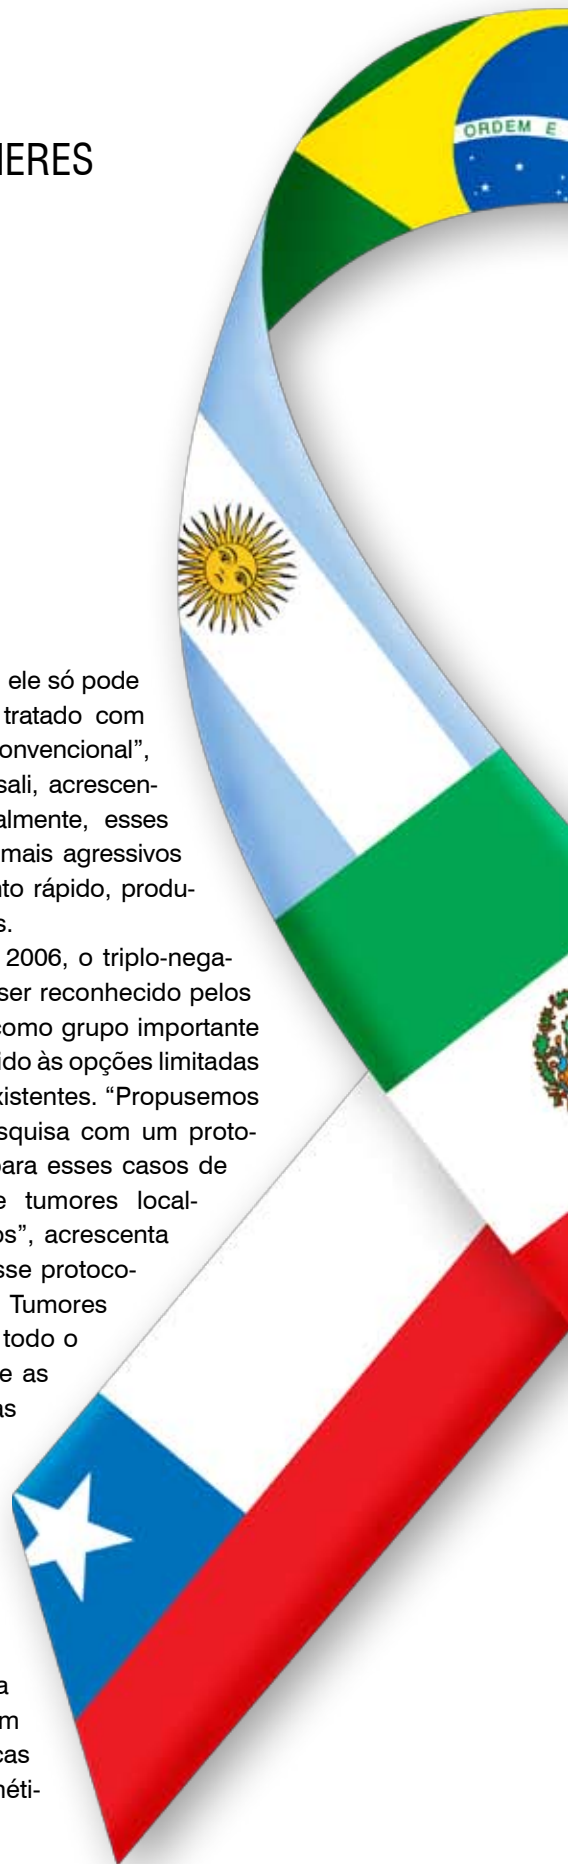 IERES
ORDEM E
ele só pode
tratado com
onvencional”,
sali, acrescen-
almente, esses
mais agressivos
nto rápido, produ-
s.
2006, o triplo-nega-
ser reconhecido pelos
como grupo importante
ido às opções limitadas
xistentes. “Propusemos
squisa com um proto-
para esses casos de
e tumores local-
os”, acrescenta
sse protoco-
Tumores
todo o
e as
as
a
m
cas
néti-